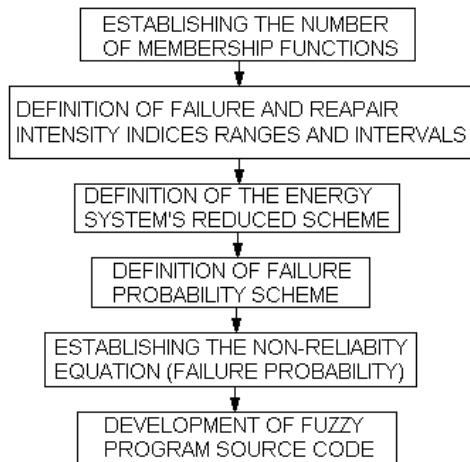 ESTABLISHING THE NUMBER
OF MEMBERSHIP FUNCTIONS
DEFINITION OF FAILURE AND REAPAIR
INTENSITY INDICES RANGES AND INTERVALS
DEFINITION OF THE ENERGY
SYSTEM'S REDUCED SCHEME
DEFINITION OF FAILURE
PROBABILITY SCHEME
ESTABLISHING THE NON-RELIABITY
EQUATION (FAILURE PROBABILITY)
DEVELOPMENT OF FUZZY
PROGRAM SOURCE CODE